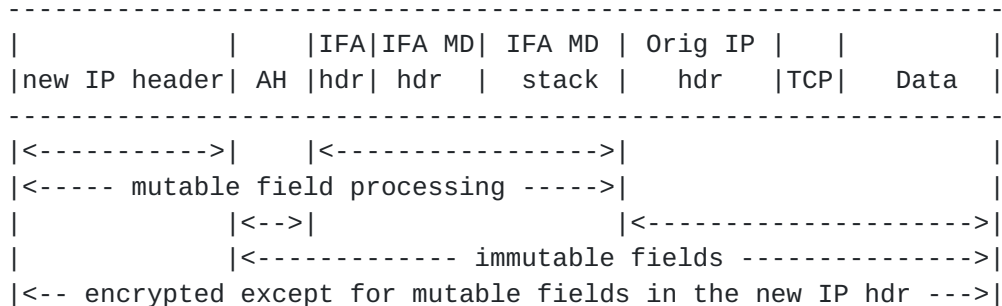 ----------------------------------------------------------------
|             |    |IFA|IFA MD| IFA MD | Orig IP |   |         |
|new IP header| AH |hdr| hdr  |  stack |   hdr   |TCP|   Data  |
----------------------------------------------------------------
|<----------->|    |<----------------->|                       |
|<----- mutable field processing ----->|                       |
|             |<-->|                   |<--------------------->|
|             |<------------- immutable fields --------------->|
|<-- encrypted except for mutable fields in the new IP hdr --->|